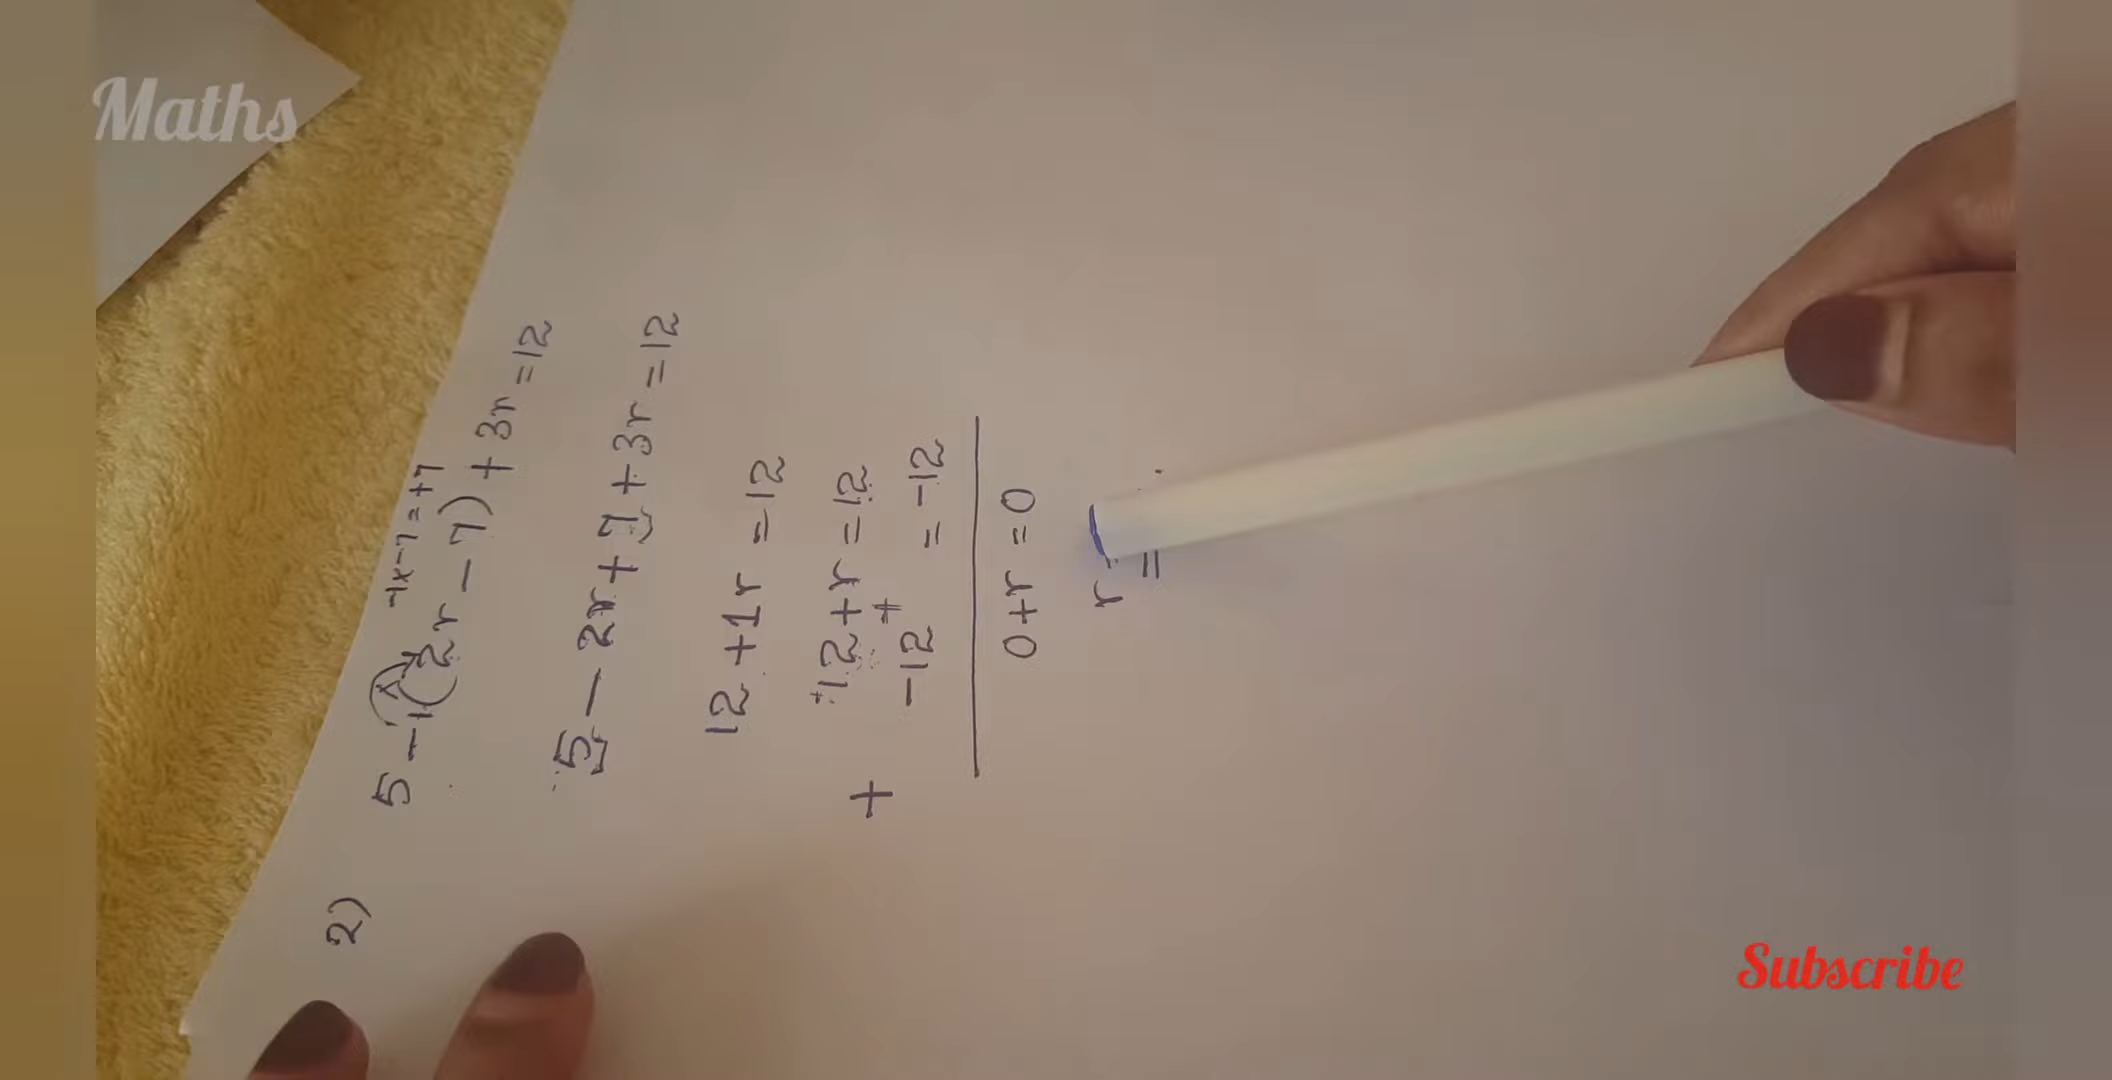 Maths
2)
-1x-7=+7
5-1(2r-7)+3r=12
5-2r+7+3r=12
12+1r=12
+12+r=12
+
-12 = -12
0+r=0
r
=
Subscribe